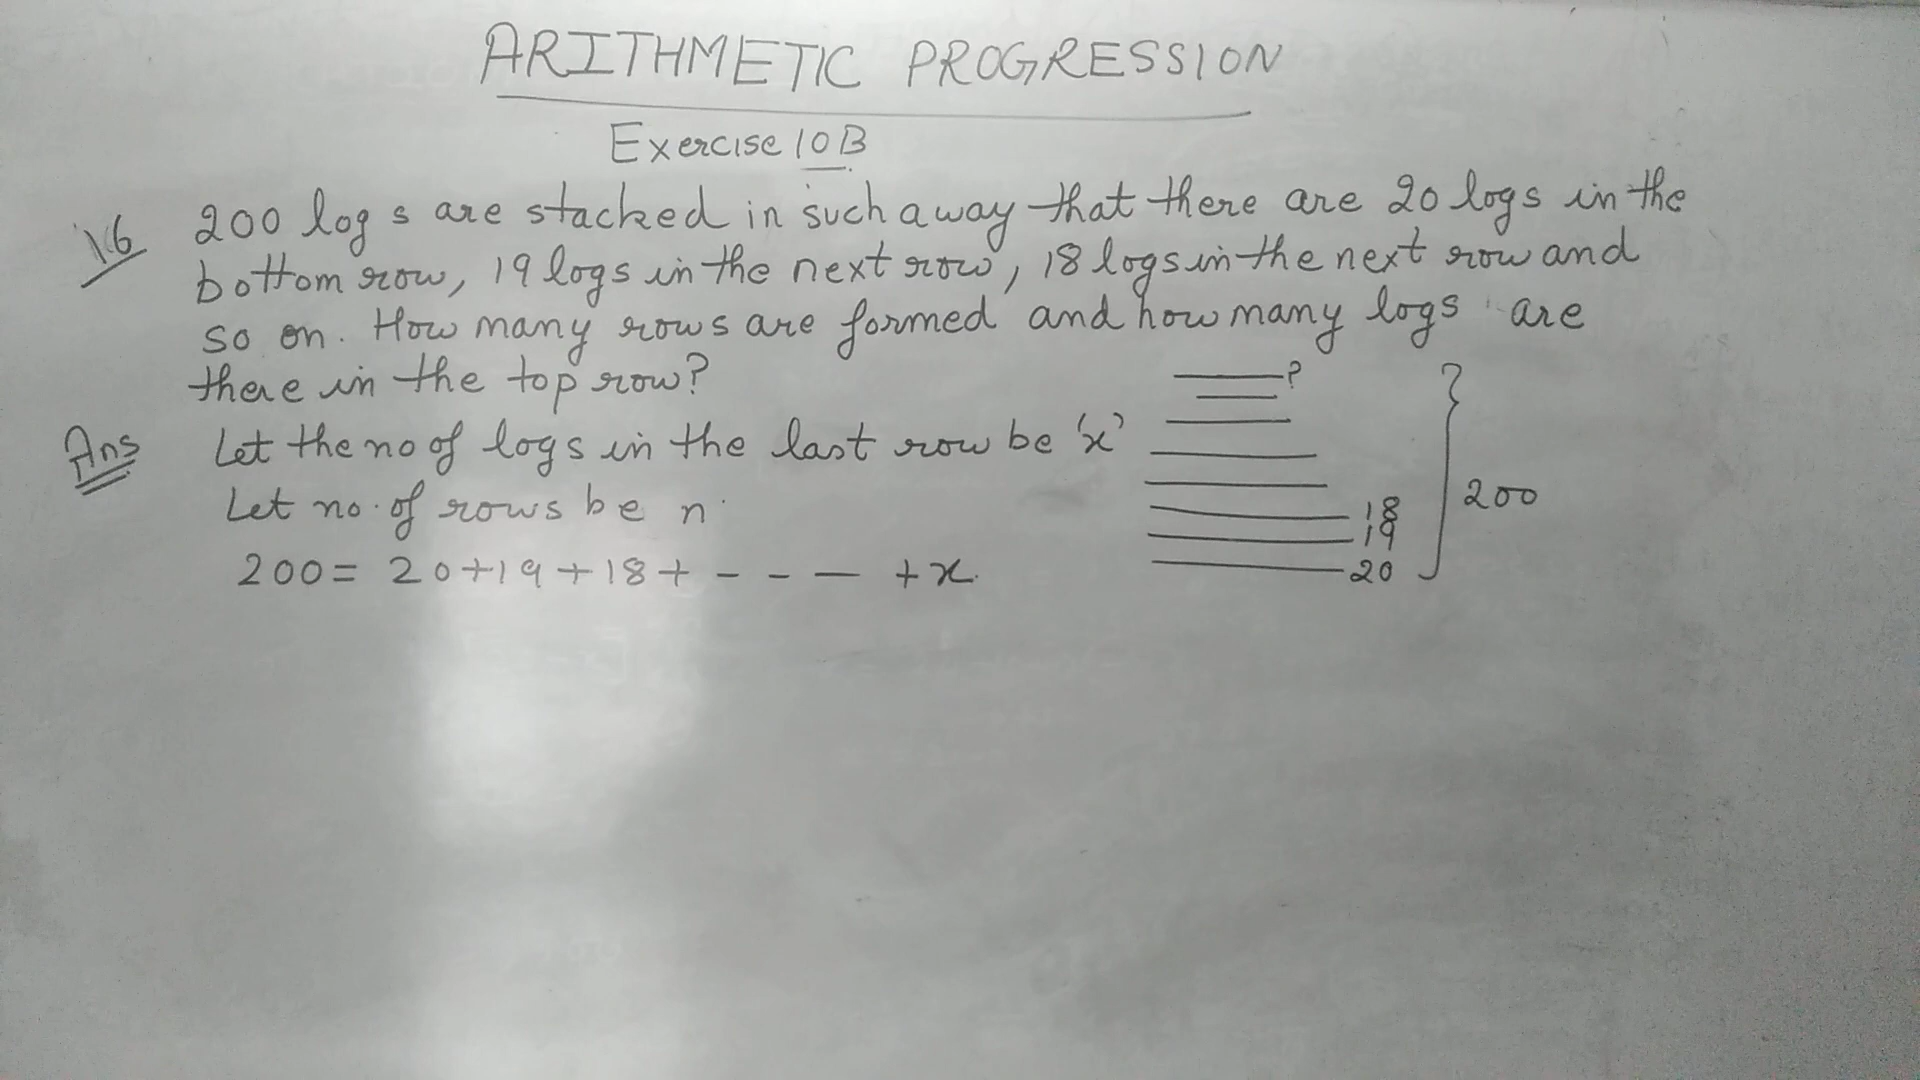 ARITHMETIC PROGRESSION
Exercise 10B
16 200 logs are stacked in such a way that there are 20 logs in the
bottom row, 19 logs in the next row, 18 logs in the next row and
so on. How many rows are formed and how many logs are
there in the top row?
?
Ans Let the no of logs in the last row be 'x'
Let no. of rows be n.
200 = 20+19+18+ - - - +x.
18
19
20
200